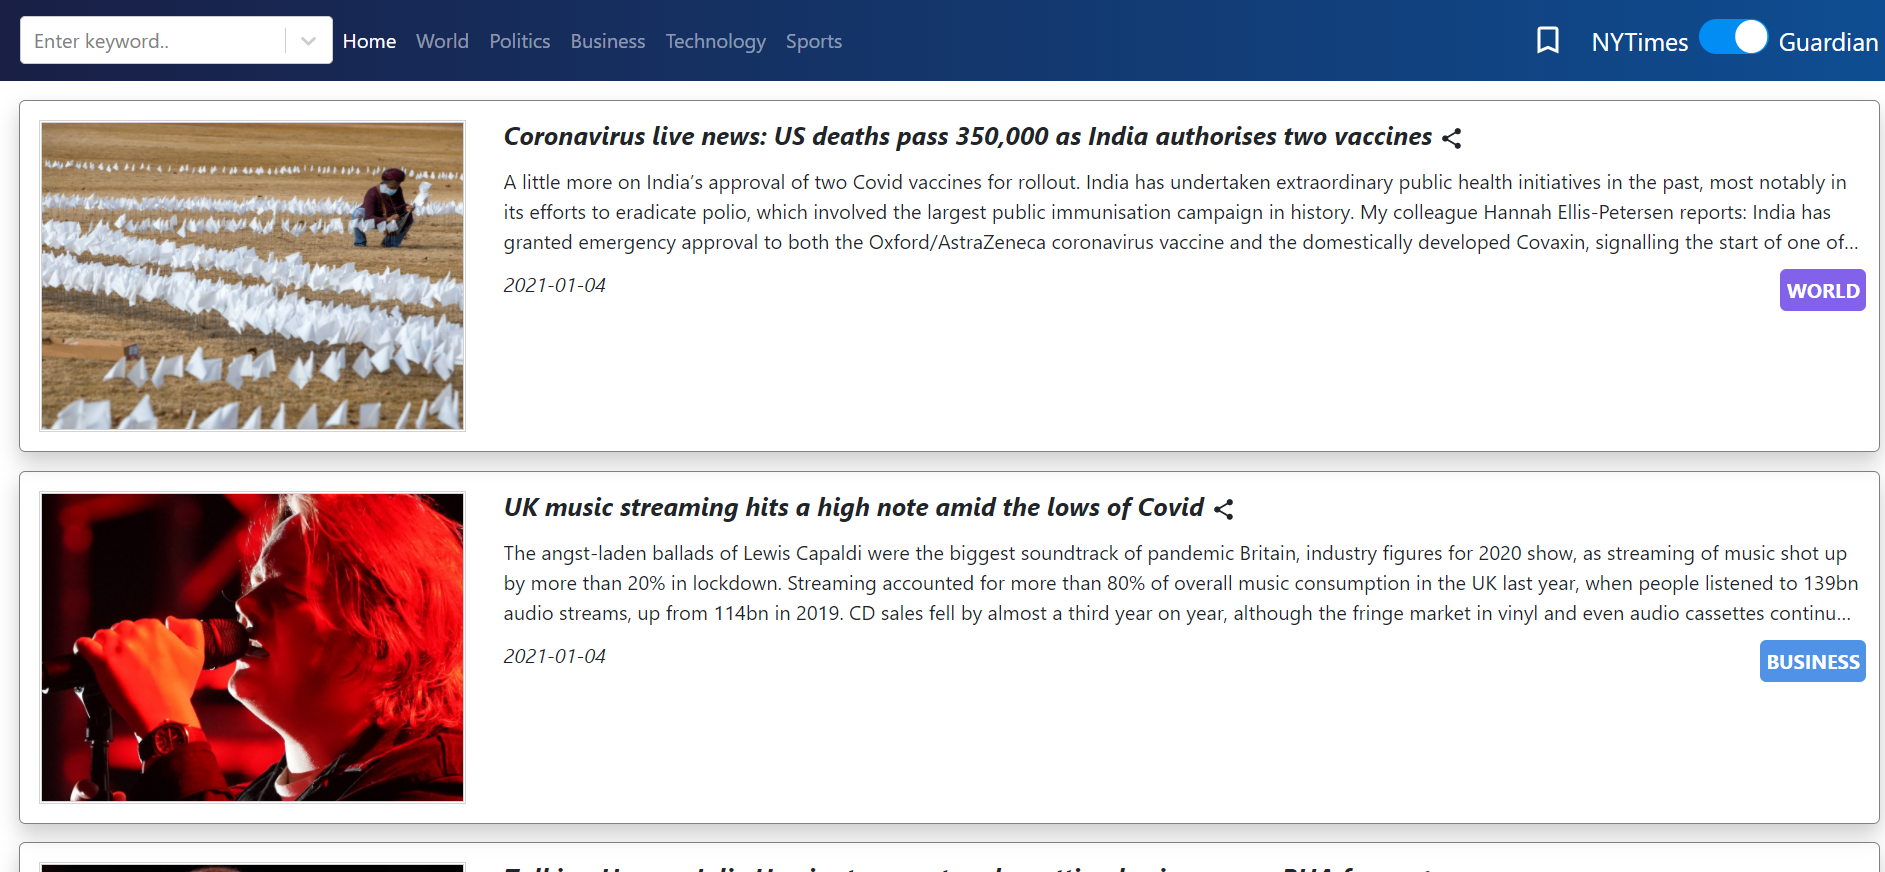 Enter keyword..
Home World Politics Business Technology Sports
NYTimes Guardian
Coronavirus live news: US deaths pass 350,000 as India authorises two vaccines
A little more on India’s approval of two Covid vaccines for rollout. India has undertaken extraordinary public health initiatives in the past, most notably in
its efforts to eradicate polio, which involved the largest public immunisation campaign in history. My colleague Hannah Ellis-Petersen reports: India has
granted emergency approval to both the Oxford/AstraZeneca coronavirus vaccine and the domestically developed Covaxin, signalling the start of one of...
2021-01-04
WORLD
UK music streaming hits a high note amid the lows of Covid
The angst-laden ballads of Lewis Capaldi were the biggest soundtrack of pandemic Britain, industry figures for 2020 show, as streaming of music shot up
by more than 20% in lockdown. Streaming accounted for more than 80% of overall music consumption in the UK last year, when people listened to 139bn
audio streams, up from 114bn in 2019. CD sales fell by almost a third year on year, although the fringe market in vinyl and even audio cassettes continu...
2021-01-04
BUSINESS